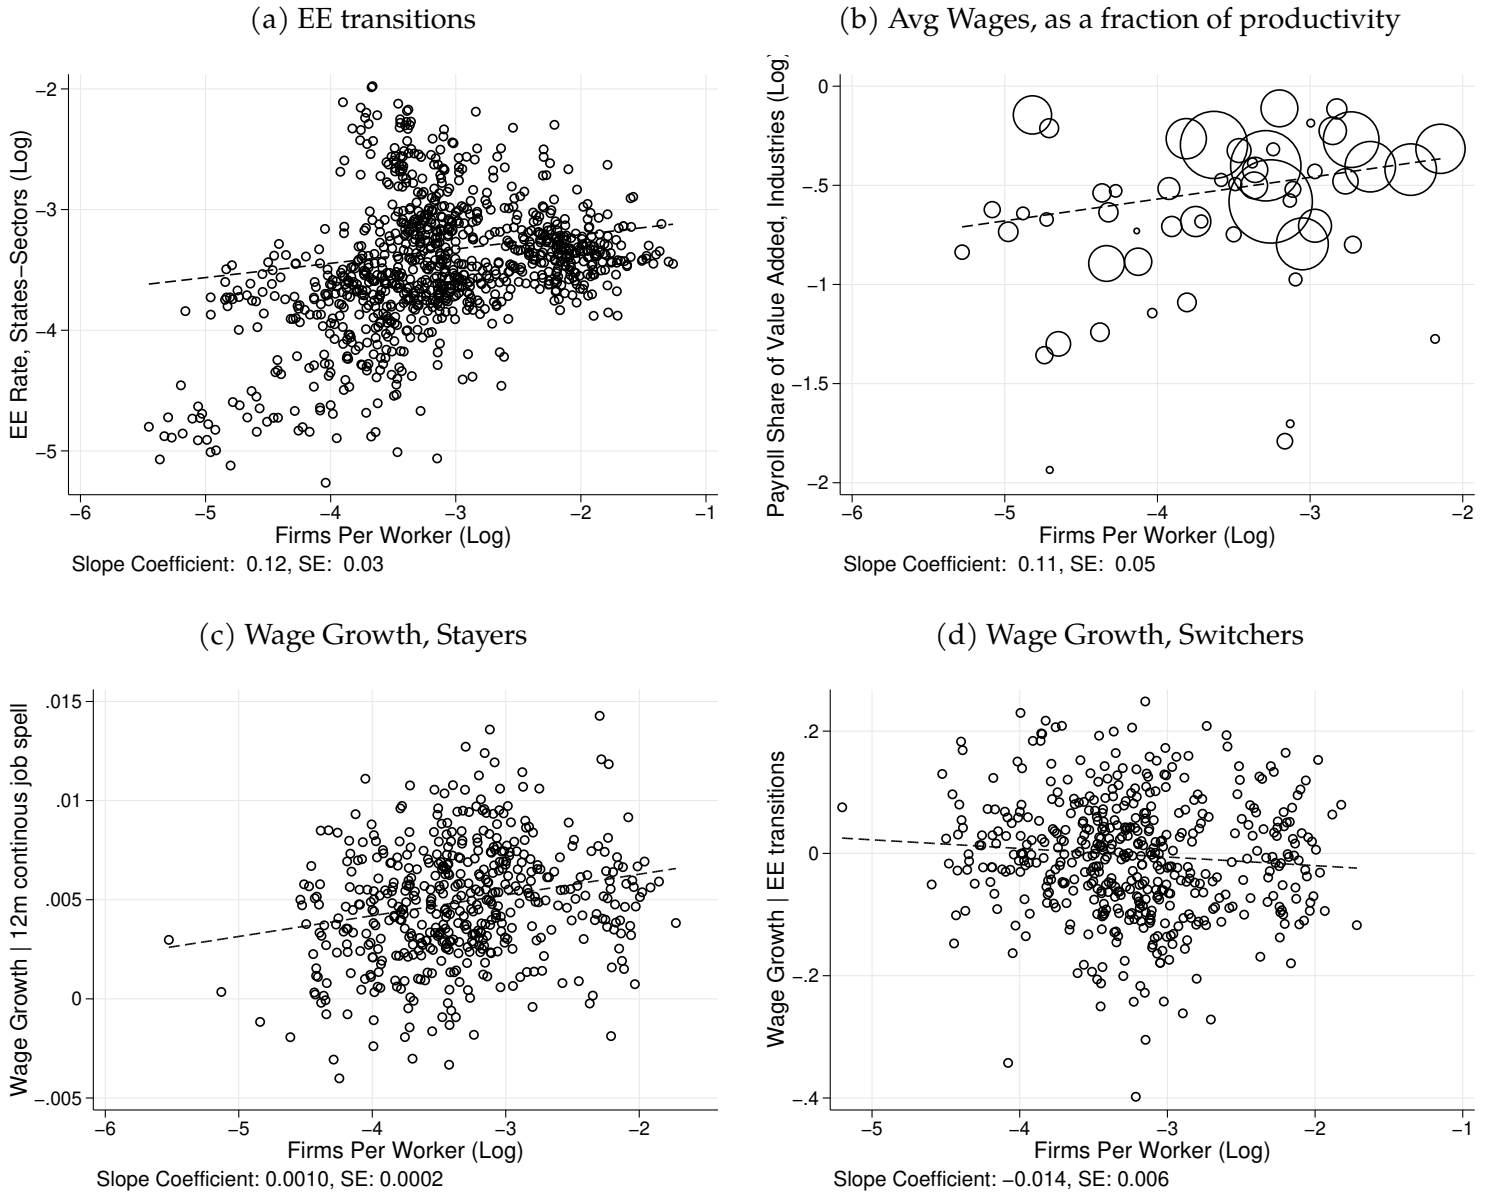 (a) EE transitions
EE Rate, States−Sectors (Log)
−2
−3
−4
−5
−6 −5 −4 −3 −2 −1
Firms Per Worker (Log)
Slope Coefficient: 0.12, SE: 0.03
(b) Avg Wages, as a fraction of productivity
Payroll Share of Value Added, Industries (Log)
0
−.5
−1
−1.5
−2
−6 −5 −4 −3 −2
Firms Per Worker (Log)
Slope Coefficient: 0.11, SE: 0.05
(c) Wage Growth, Stayers
Wage Growth | 12m continous job spell
.015
.01
.005
0
−.005
−6 −5 −4 −3 −2
Firms Per Worker (Log)
Slope Coefficient: 0.0010, SE: 0.0002
(d) Wage Growth, Switchers
Wage Growth | EE transitions
.2
0
−.2
−.4
−5 −4 −3 −2 −1
Firms Per Worker (Log)
Slope Coefficient: −0.014, SE: 0.006